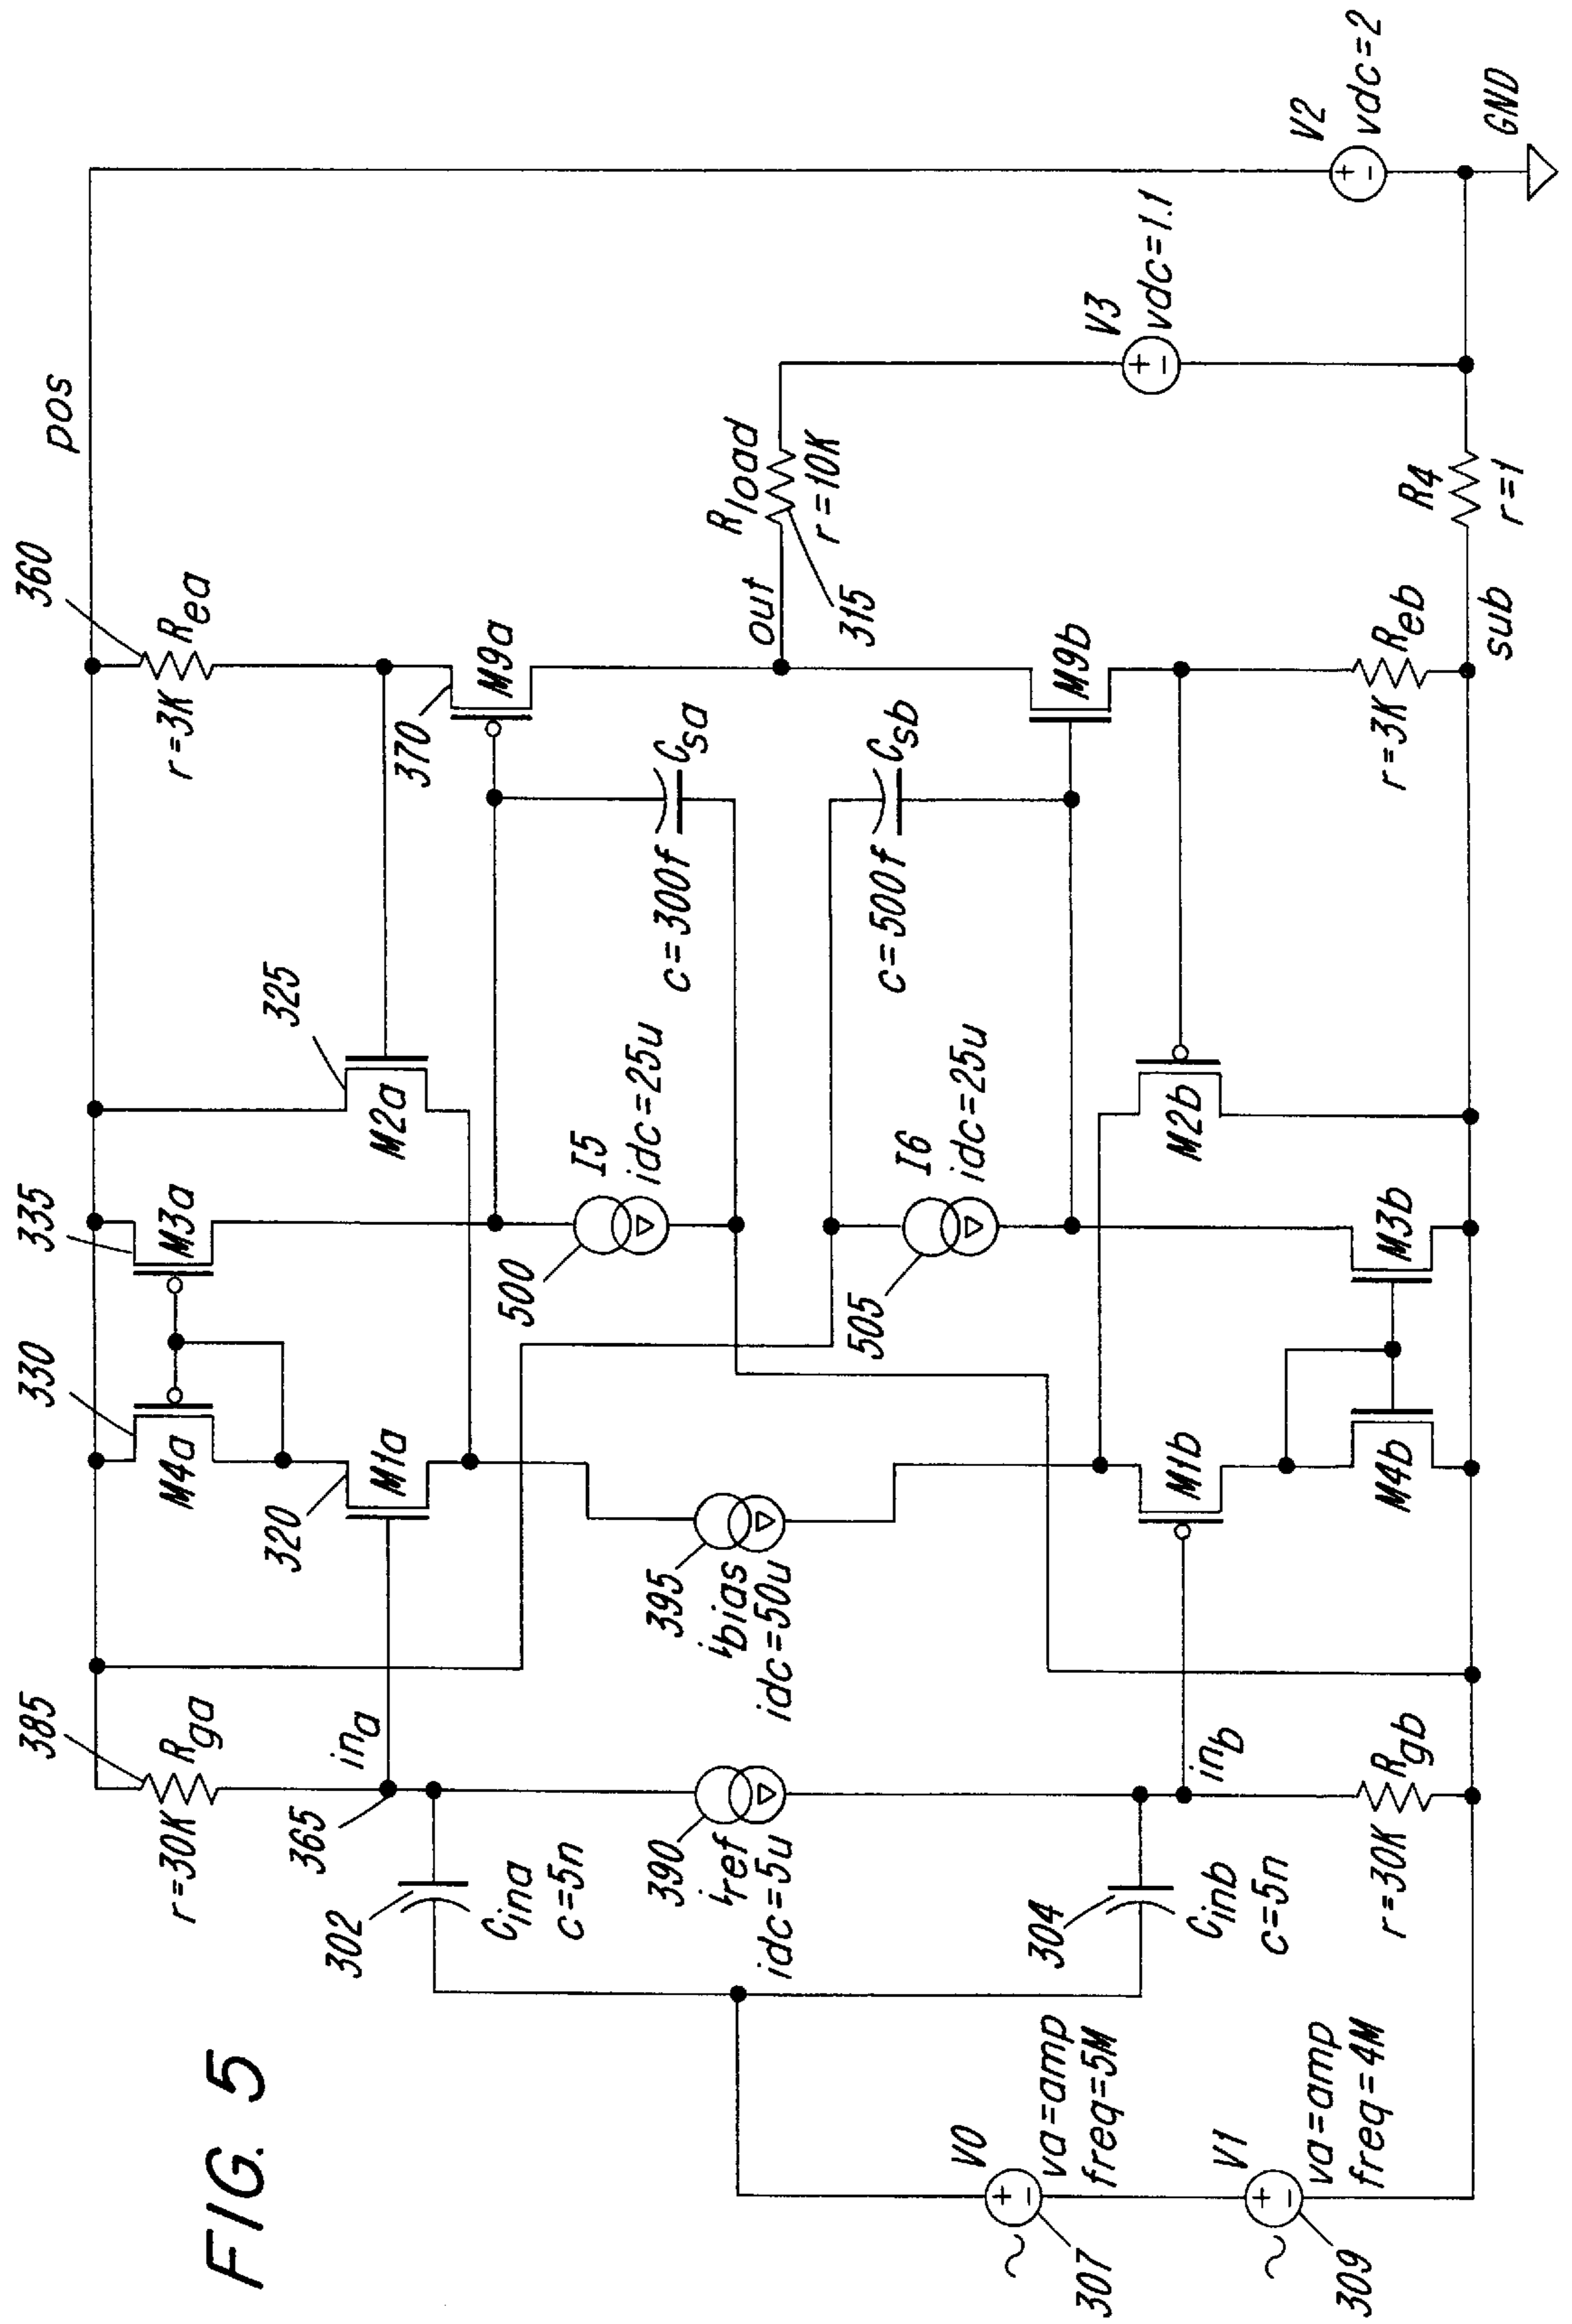 FIG. 5
pos
385
Rga
r=30K
330
M4a
335
M3a
325
M2a
360
Rea
r=3K
365
ina
320
M1a
370
M9a
302
Cina
c=5n
390
iref
idc=5u
395
ibias
idc=50u
500
I5
idc=25u
Csa
c=300f
out
Rload
r=10K
315
505
I6
idc=25u
Csb
c=500f
304
Cinb
c=5n
inb
M1b
M2b
M9b
Rgb
r=30K
M4b
M3b
Reb
r=3K
sub
R4
r=1
V3
vdc=1.1
V2
vdc=2
GND
V0
va=amp
freq=5M
307
V1
va=amp
freq=4M
309